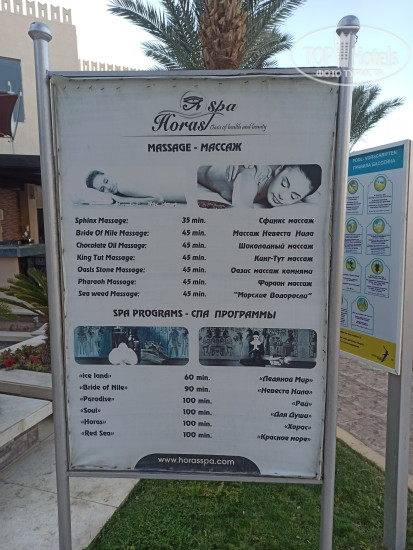 Horas spa
Oasis of health and beauty
MASSAGE - МАССАЖ
Sphinx Massage: 35 min. Сфинкс массаж
Bride Of Nile Massage: 45 min. Массаж Невеста Нила
Chocolate Oil Massage: 45 min. Шоколадный массаж
King Tut Massage: 45 min. Кинг-Тут массаж
Oasis Stone Massage: 45 min. Оазис массаж камнями
Pharaoh Massage: 45 min. Фараон массаж
Sea weed Massage: 45 min. "Морские Водоросли"
SPA PROGRAMS - СПА ПРОГРАММЫ
«Ice land» 60 min. «Ледяной Мир»
«Bride of Nile» 90 min. «Невеста Нила»
«Paradise» 100 min. «Рай»
«Soul» 100 min. «Для Души»
«Horas» 100 min. «Хорас»
«Red Sea» 100 min. «Красное море»
www.horasspa.com